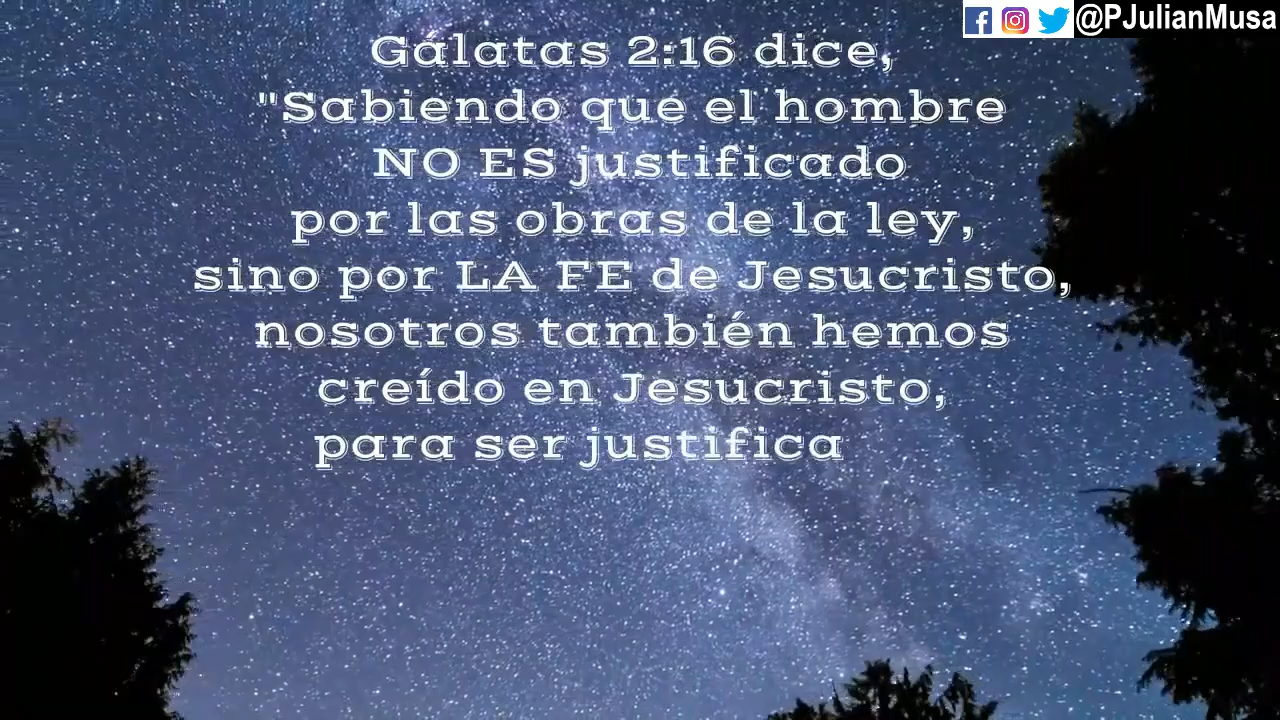 @PJulianMusa
Galatas 2:16 dice,
"Sabiendo que el hombre
NO ES justificado
por las obras de la ley,
sino por LA FE de Jesucristo,
nosotros también hemos
creído en Jesucristo,
para ser justifica